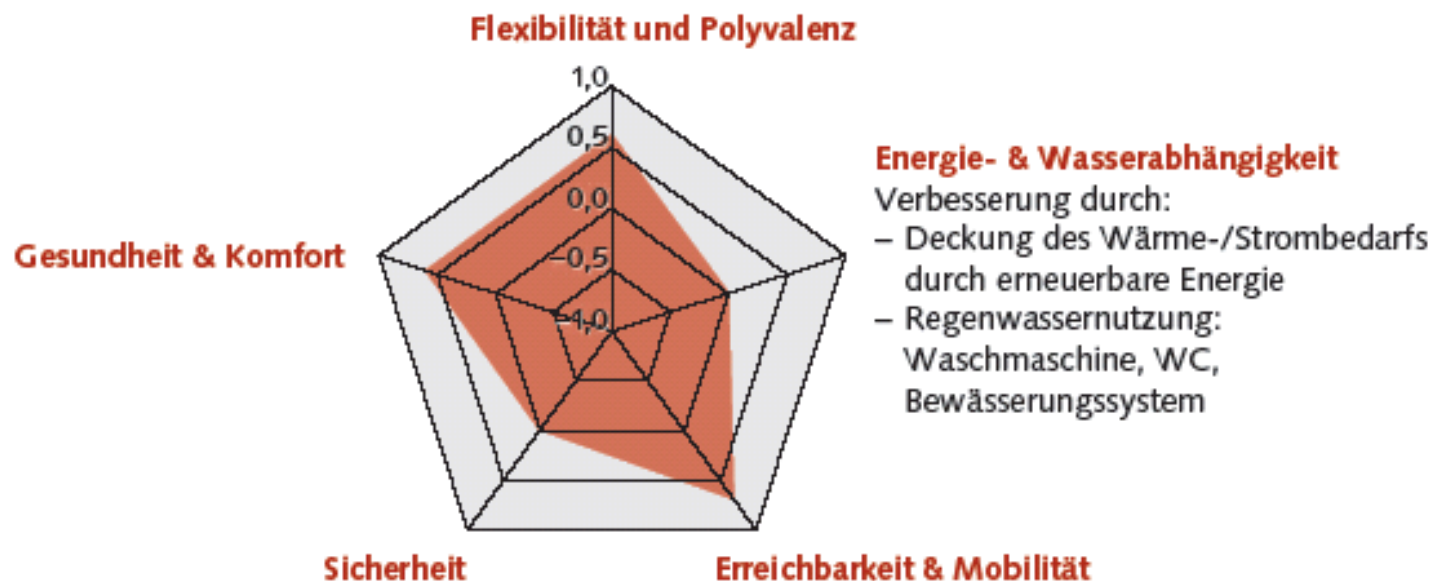 Flexibilität und Polyvalenz
1,0
0,5
0,0
–0,5
–1,0
Energie- & Wasserabhängigkeit
Verbesserung durch:
– Deckung des Wärme-/Strombedarfs
durch erneuerbare Energie
– Regenwassernutzung:
Waschmaschine, WC,
Bewässerungssystem
Gesundheit & Komfort
Sicherheit
Erreichbarkeit & Mobilität